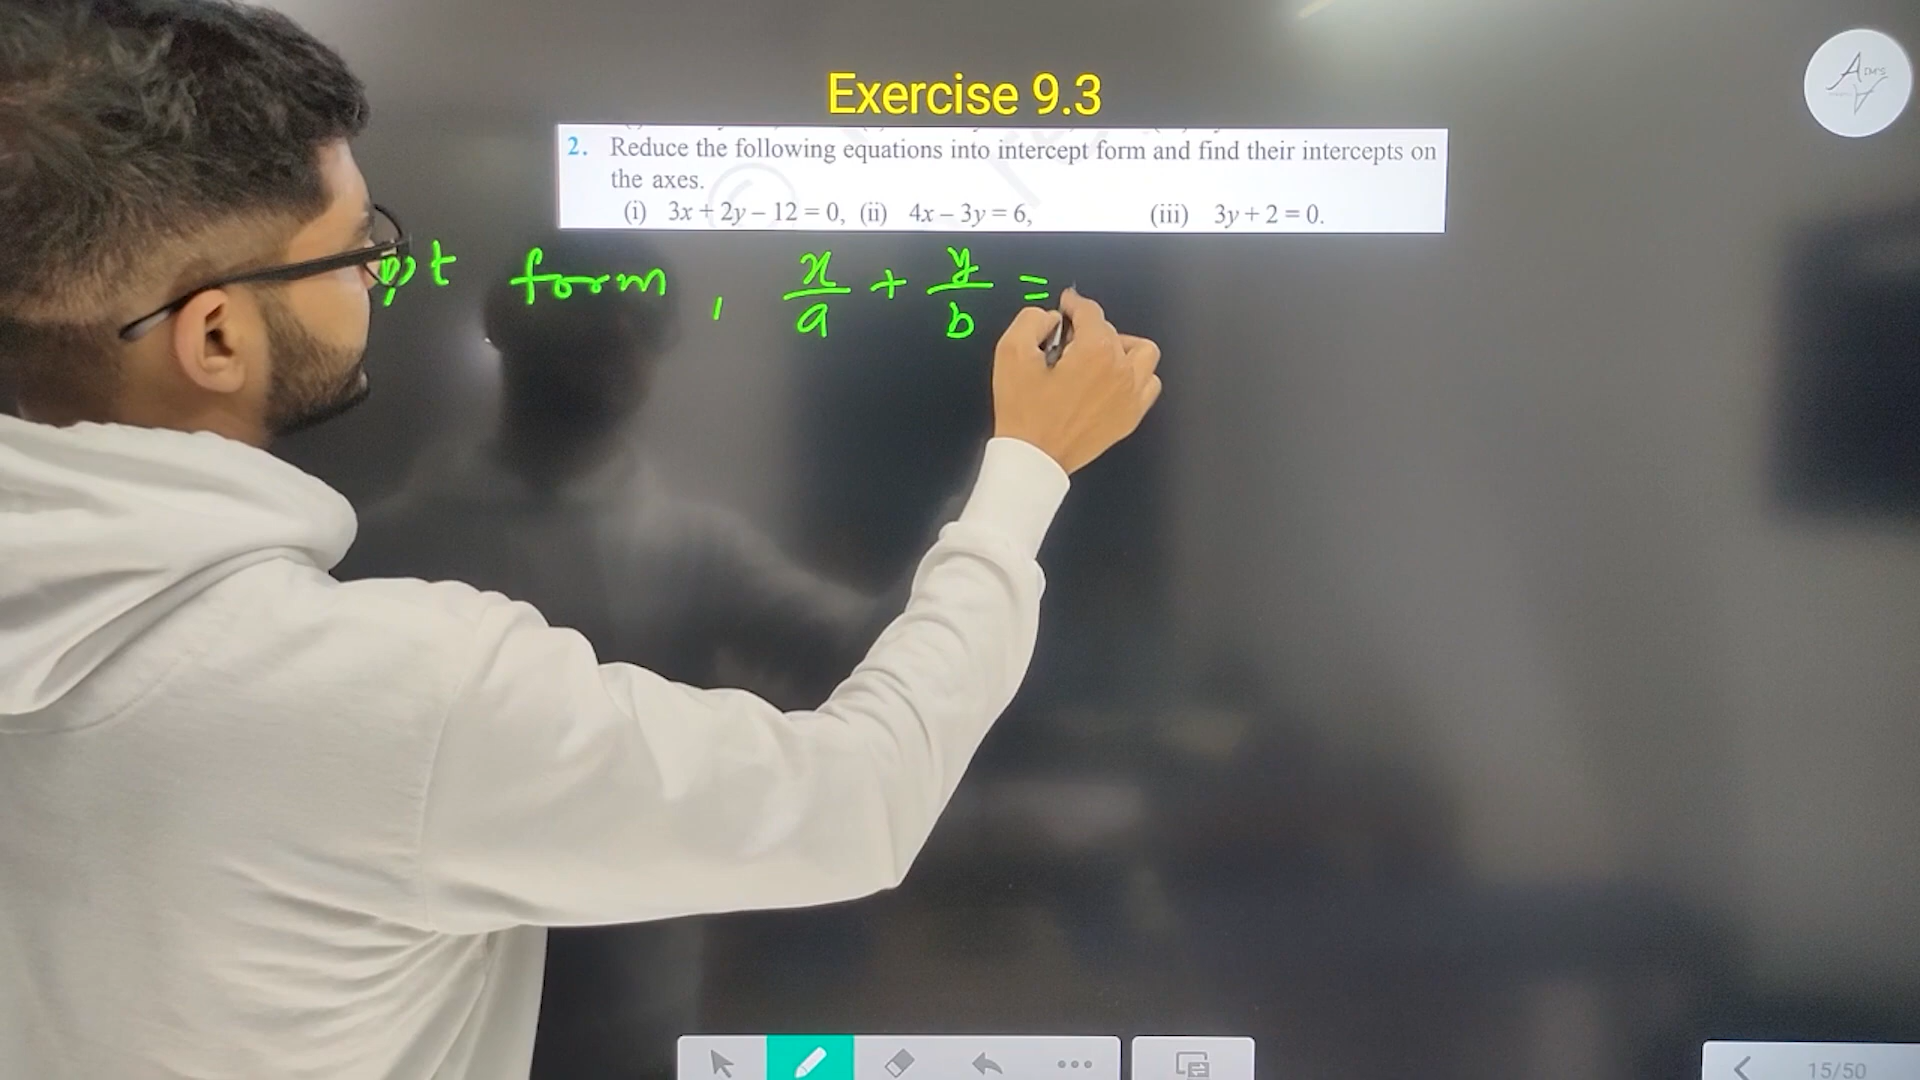 Exercise 9.3
2. Reduce the following equations into intercept form and find their intercepts on
the axes.
(i) 3x + 2y – 12 = 0, (ii) 4x – 3y = 6, (iii) 3y + 2 = 0.
pt form, x/a + y/b =
15/50